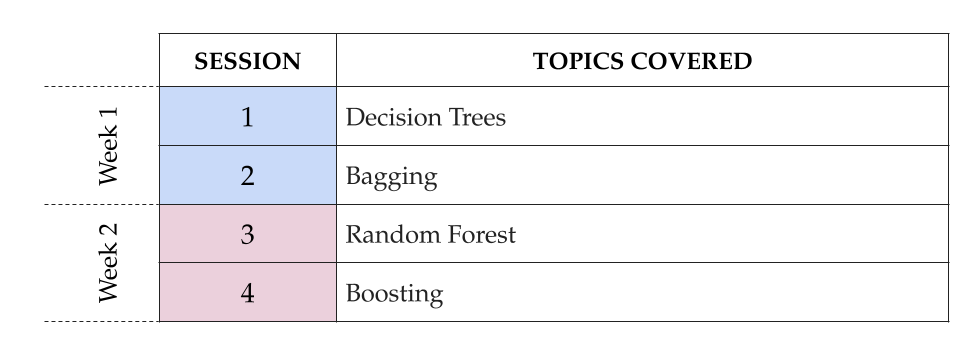 SESSION TOPICS COVERED
Week 1
1 Decision Trees
2 Bagging
Week 2
3 Random Forest
4 Boosting